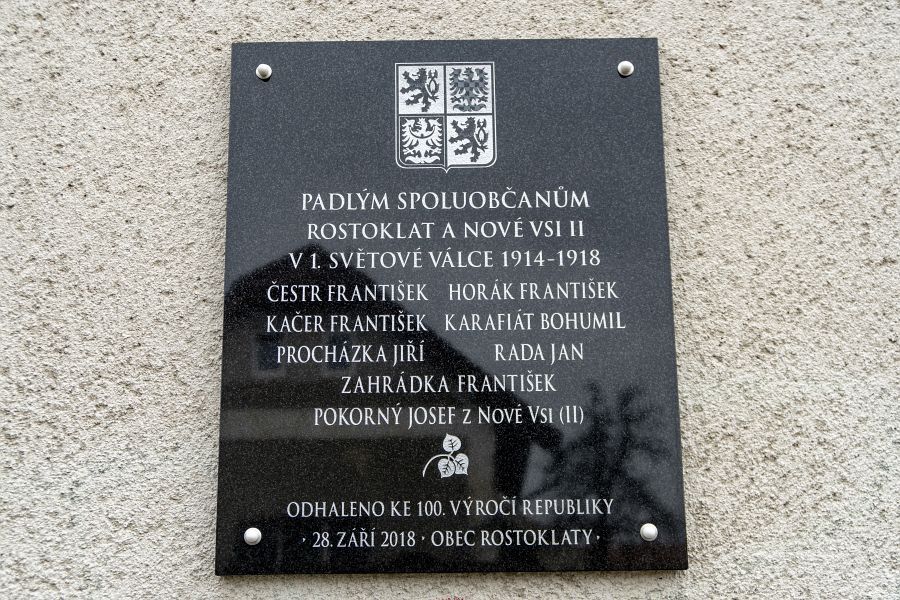 PADLÝM SPOLUOBČANŮM
ROSTOKLAT A NOVÉ VSI II
V 1. SVĚTOVÉ VÁLCE 1914-1918
ČESTR FRANTIŠEK HORÁK FRANTIŠEK
KAČER FRANTIŠEK KARAFIÁT BOHUMIL
PROCHÁZKA JIŘÍ RADA JAN
ZAHRÁDKA FRANTIŠEK
POKORNÝ JOSEF Z NOVÉ VSI (II)
ODHALENO KE 100. VÝROČÍ REPUBLIKY
· 28. ZÁŘÍ 2018 · OBEC ROSTOKLATY ·